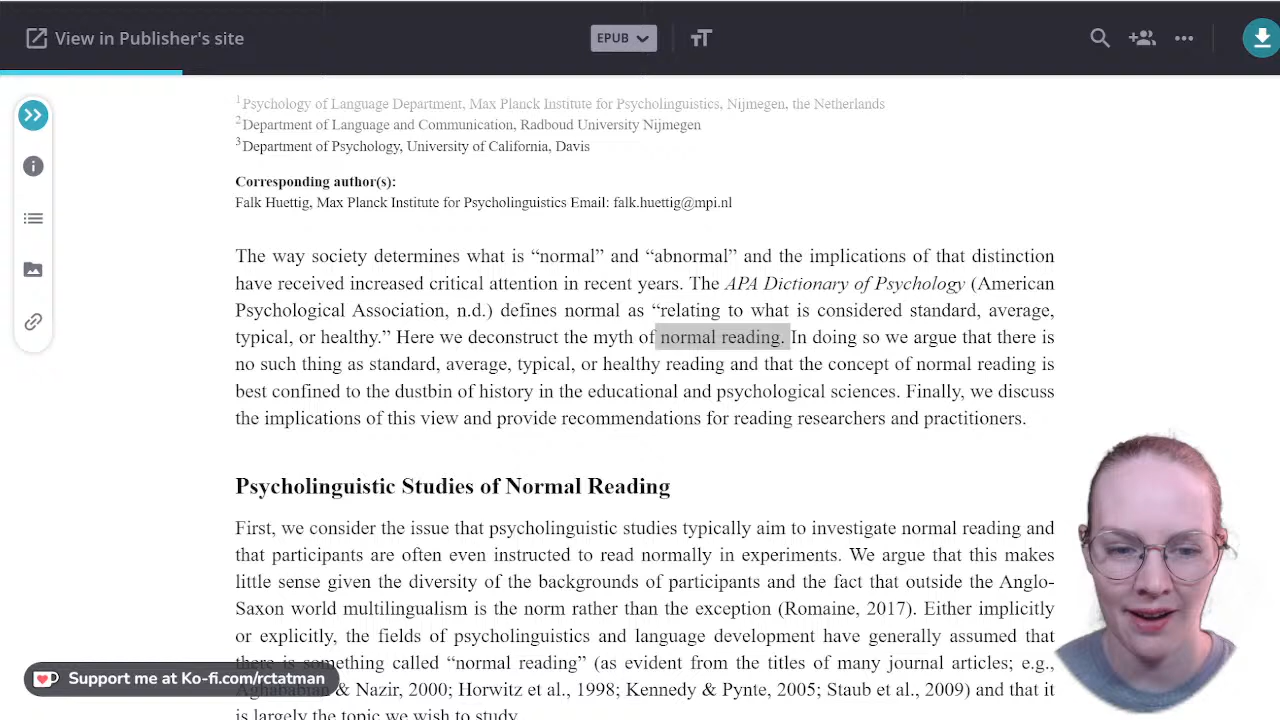 View in Publisher's site
EPUB
1Psychology of Language Department, Max Planck Institute for Psycholinguistics, Nijmegen, the Netherlands
2Department of Language and Communication, Radboud University Nijmegen
3Department of Psychology, University of California, Davis
Corresponding author(s):
Falk Huettig, Max Planck Institute for Psycholinguistics Email: falk.huettig@mpi.nl
The way society determines what is “normal” and “abnormal” and the implications of that distinction
have received increased critical attention in recent years. The APA Dictionary of Psychology (American
Psychological Association, n.d.) defines normal as “relating to what is considered standard, average,
typical, or healthy.” Here we deconstruct the myth of normal reading. In doing so we argue that there is
no such thing as standard, average, typical, or healthy reading and that the concept of normal reading is
best confined to the dustbin of history in the educational and psychological sciences. Finally, we discuss
the implications of this view and provide recommendations for reading researchers and practitioners.
Psycholinguistic Studies of Normal Reading
First, we consider the issue that psycholinguistic studies typically aim to investigate normal reading and
that participants are often even instructed to read normally in experiments. We argue that this makes
little sense given the diversity of the backgrounds of participants and the fact that outside the Anglo-
Saxon world multilingualism is the norm rather than the exception (Romaine, 2017). Either implicitly
or explicitly, the fields of psycholinguistics and language development have generally assumed that
there is something called “normal reading” (as evident from the titles of many journal articles; e.g.,
Aghababian & Nazir, 2000; Horwitz et al., 1998; Kennedy & Pynte, 2005; Staub et al., 2009) and that it
is largely the topic we wish to study.
Support me at Ko-fi.com/rctatman